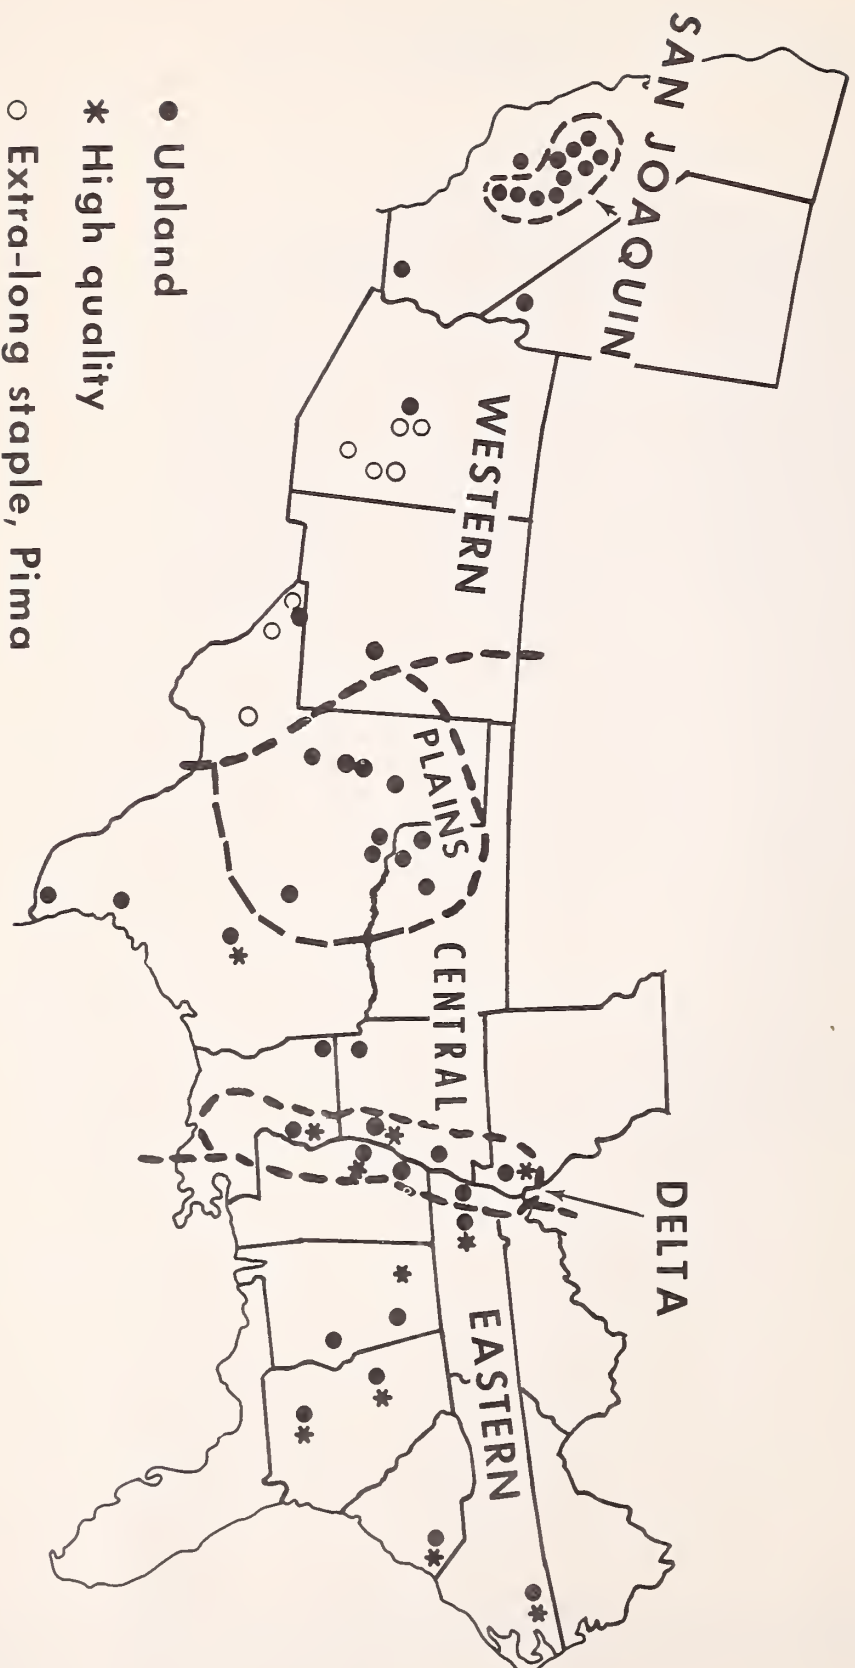 SAN JOAQUIN
WESTERN
PLAINS
CENTRAL
DELTA
EASTERN
● Upland
* High quality
○ Extra-long staple, Pima